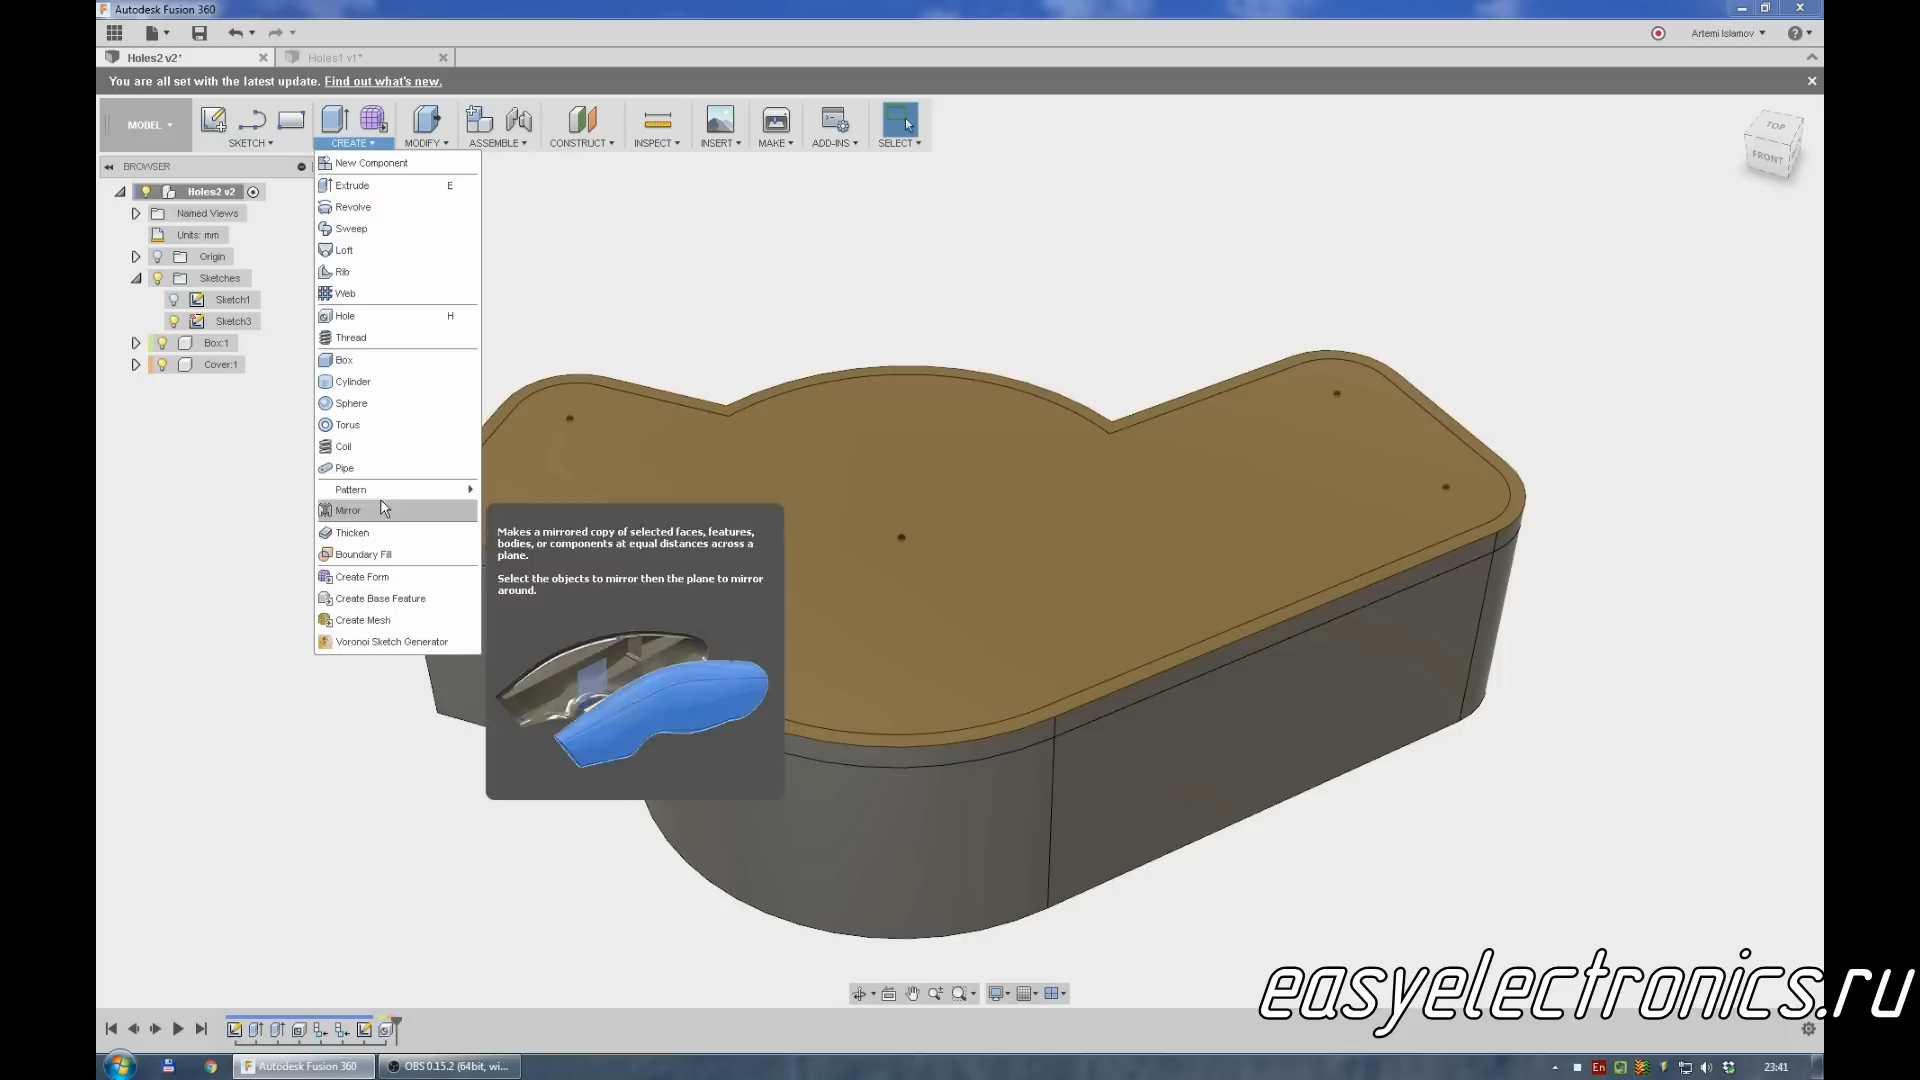 Autodesk Fusion 360
Artemi Islamov
Holes2 v2*
Holes1 v1*
You are all set with the latest update. Find out what's new.
MODEL
SKETCH
CREATE
MODIFY
ASSEMBLE
CONSTRUCT
INSPECT
INSERT
MAKE
ADD-INS
SELECT
BROWSER
Holes2 v2
Named Views
Units: mm
Origin
Sketches
Sketch1
Sketch3
Box:1
Cover:1
New Component
Extrude E
Revolve
Sweep
Loft
Rib
Web
Hole H
Thread
Box
Cylinder
Sphere
Torus
Coil
Pipe
Pattern
Mirror
Thicken
Boundary Fill
Create Form
Create Base Feature
Create Mesh
Voronoi Sketch Generator
Makes a mirrored copy of selected faces, features,
bodies, or components at equal distances across a
plane.
Select the objects to mirror then the plane to mirror
around.
TOP
FRONT
easyelectronics.ru
Autodesk Fusion 360
OBS 0.15.2 (64bit, wi...
En
23:41